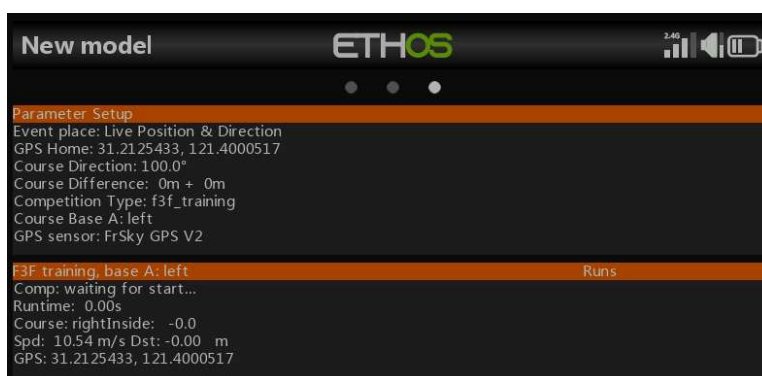 New model ETHOS 2.4G
Parameter Setup
Event place: Live Position & Direction
GPS Home: 31.2125433, 121.4000517
Course Direction: 100.0°
Course Difference:  0m +  0m
Competition Type: f3f_training
Course Base A: left
GPS sensor: FrSky GPS V2
F3F training, base A: left Runs
Comp: waiting for start...
Runtime:  0.00s
Course: rightInside:   -0.0
Spd:  10.54 m/s Dst: -0.00   m
GPS: 31.2125433, 121.4000517